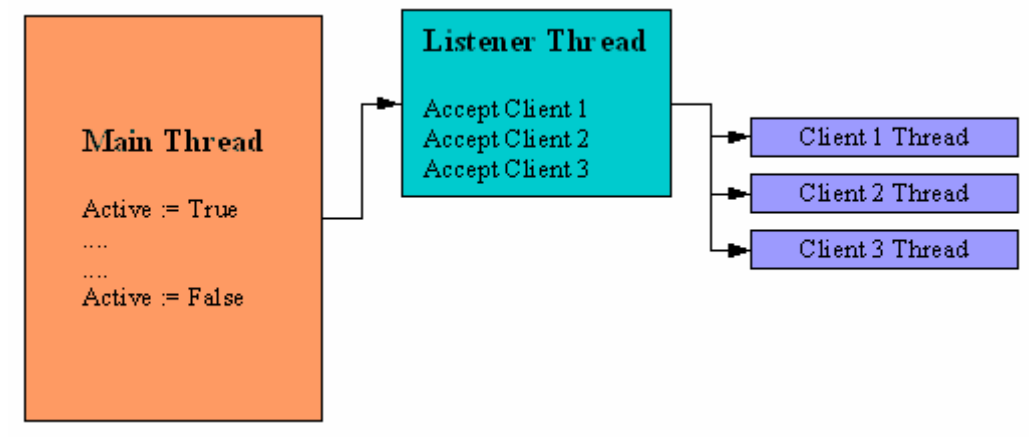 Main Thread
Active := True
....
....
Active := False
Listener Thread
Accept Client 1
Accept Client 2
Accept Client 3
Client 1 Thread
Client 2 Thread
Client 3 Thread